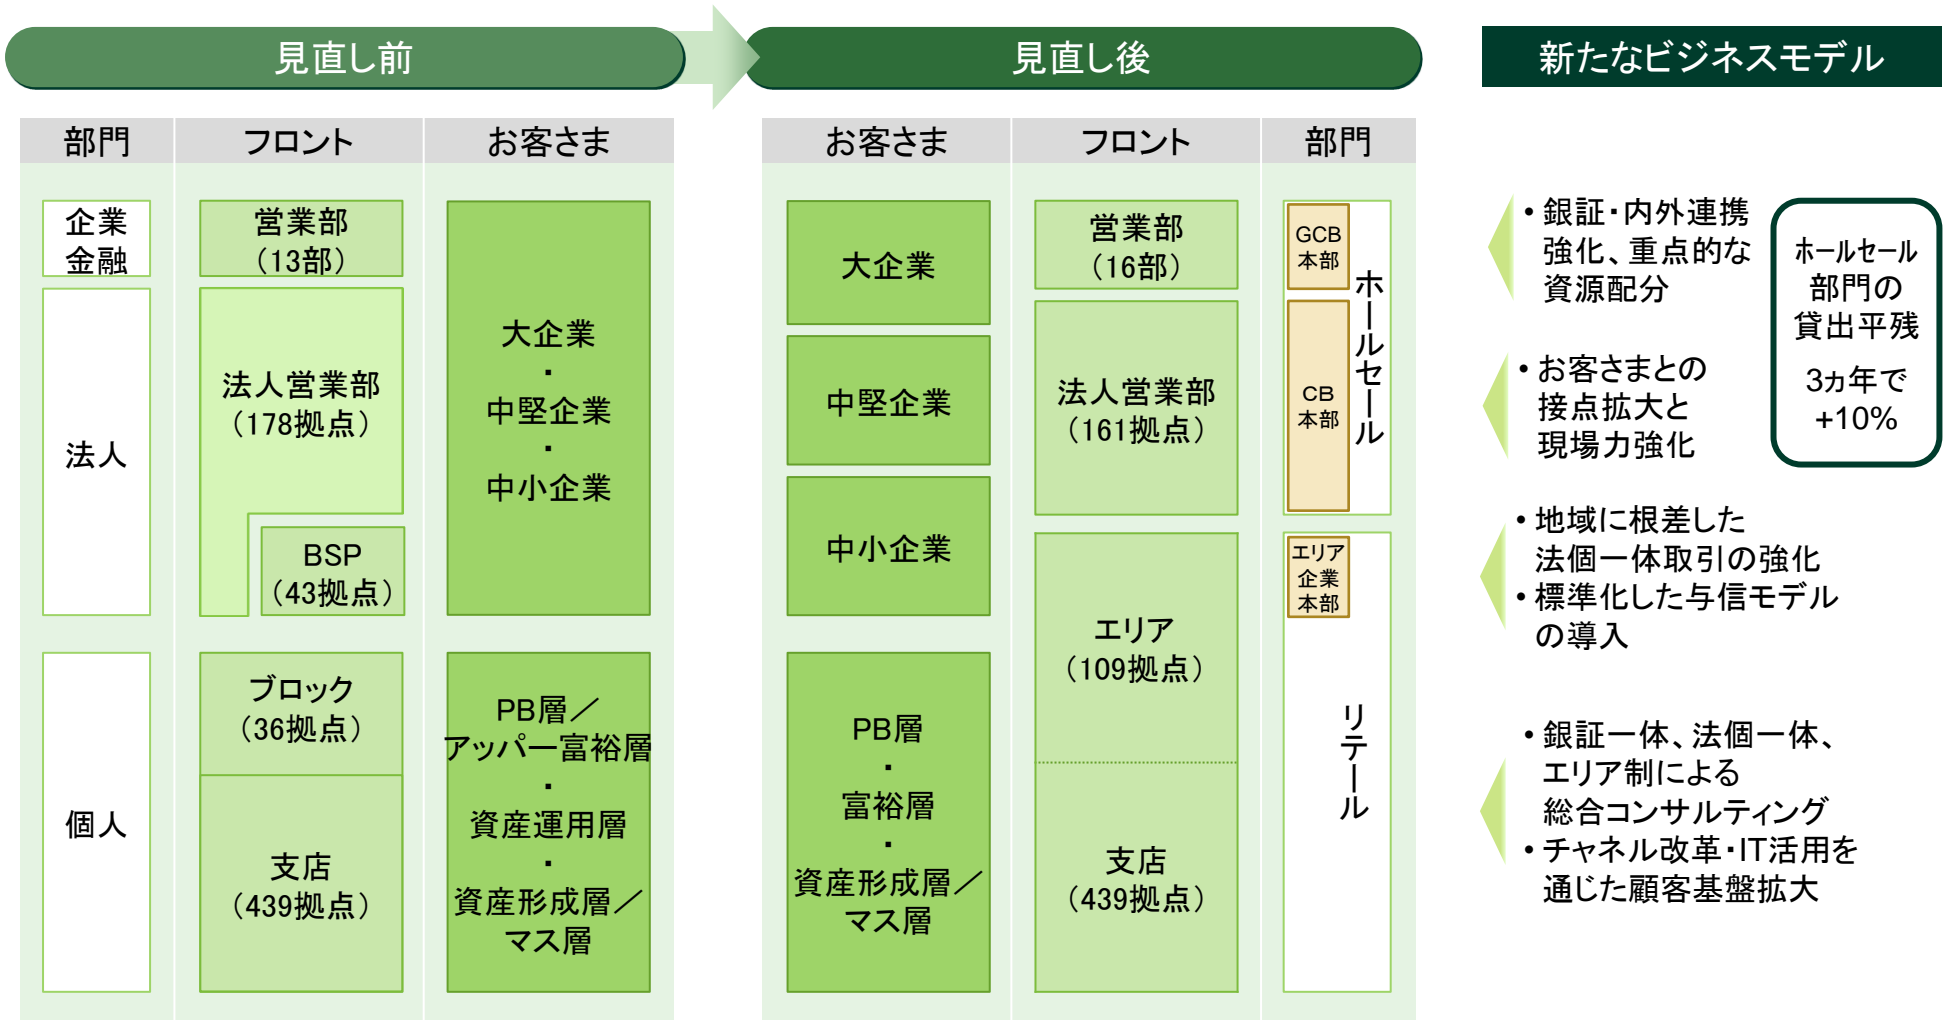 見直し前
見直し後
新たなビジネスモデル
部門
フロント
お客さま
企業
金融
営業部
（13部）
大企業
・
中堅企業
・
中小企業
法人
法人営業部
（178拠点）
BSP
（43拠点）
個人
ブロック
（36拠点）
支店
（439拠点）
PB層／
アッパー富裕層
・
資産運用層
・
資産形成層／
マス層
お客さま
フロント
部門
大企業
中堅企業
中小企業
PB層
・
富裕層
・
資産形成層／
マス層
営業部
（16部）
法人営業部
（161拠点）
エリア
（109拠点）
支店
（439拠点）
GCB
本部
CB
本部
ホールセール
エリア
企業
本部
リテール
• 銀証・内外連携
強化、重点的な
資源配分
• お客さまとの
接点拡大と
現場力強化
ホールセール
部門の
貸出平残
3ヵ年で
+10%
• 地域に根差した
法個一体取引の強化
• 標準化した与信モデル
の導入
• 銀証一体、法個一体、
エリア制による
総合コンサルティング
• チャネル改革・IT活用を
通じた顧客基盤拡大